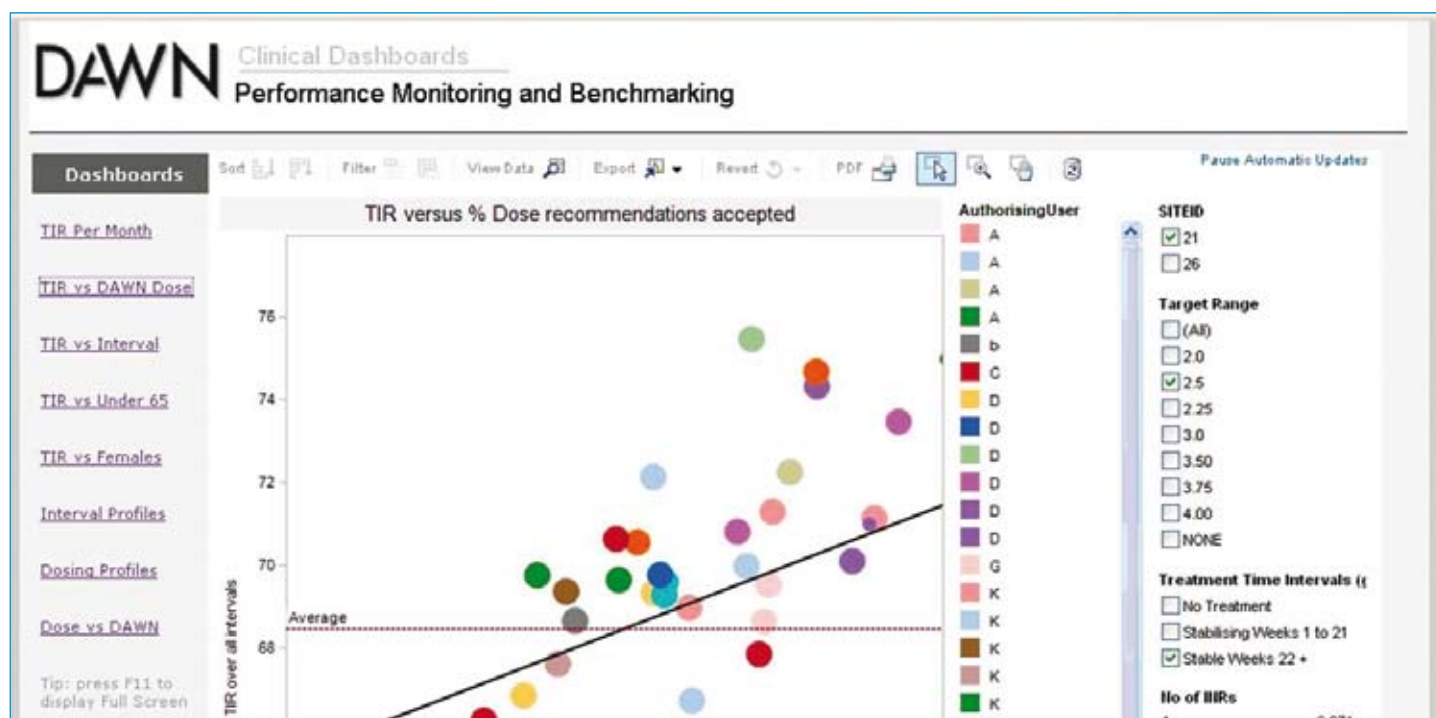 DAWN Clinical Dashboards
Performance Monitoring and Benchmarking
Dashboards
TIR Per Month
TIR vs DAWN Dose
TIR vs Interval
TIR vs Under 65
TIR vs Females
Interval Profiles
Dosing Profiles
Dose vs DAWN
Tip: press F11 to
display Full Screen
Sort Filter View Data Export Revert PDF
Pause Automatic Updates
TIR versus % Dose recommendations accepted
76
74
72
70
68
Average
TIR over all intervals
AuthorisingUser
A
A
A
A
b
C
D
D
D
D
D
D
G
K
K
K
K
K
SITEID
21
26
Target Range
(All)
2.0
2.5
2.25
3.0
3.50
3.75
4.00
NONE
Treatment Time Intervals
No Treatment
Stabilising Weeks 1 to 21
Stable Weeks 22 +
No of INRs